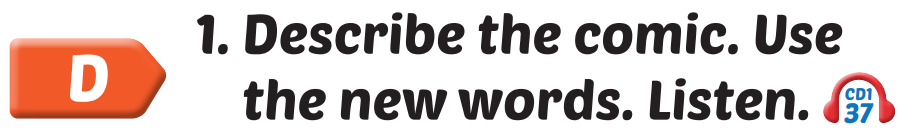 D
1. Describe the comic. Use
the new words. Listen.
CD1
37